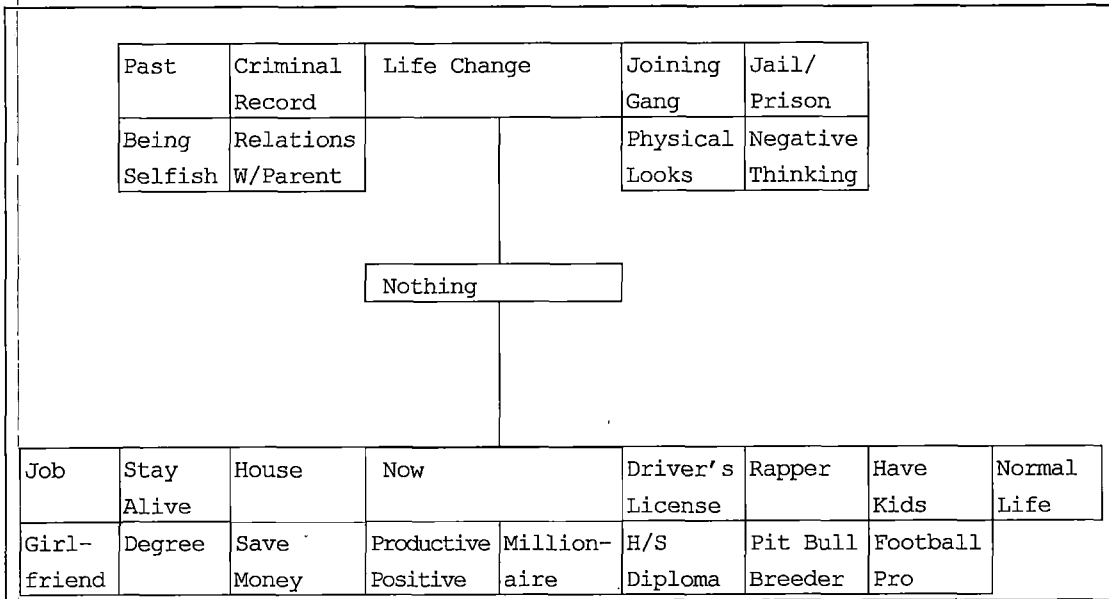 Past Criminal Life Change Joining Jail/
Record Gang Prison
Being Relations Physical Negative
Selfish W/Parent Looks Thinking
Nothing
Job Stay House Now Driver's Rapper Have Normal
Alive License Kids Life
Girl- Degree Save Productive Million- H/S Pit Bull Football
friend Money Positive aire Diploma Breeder Pro